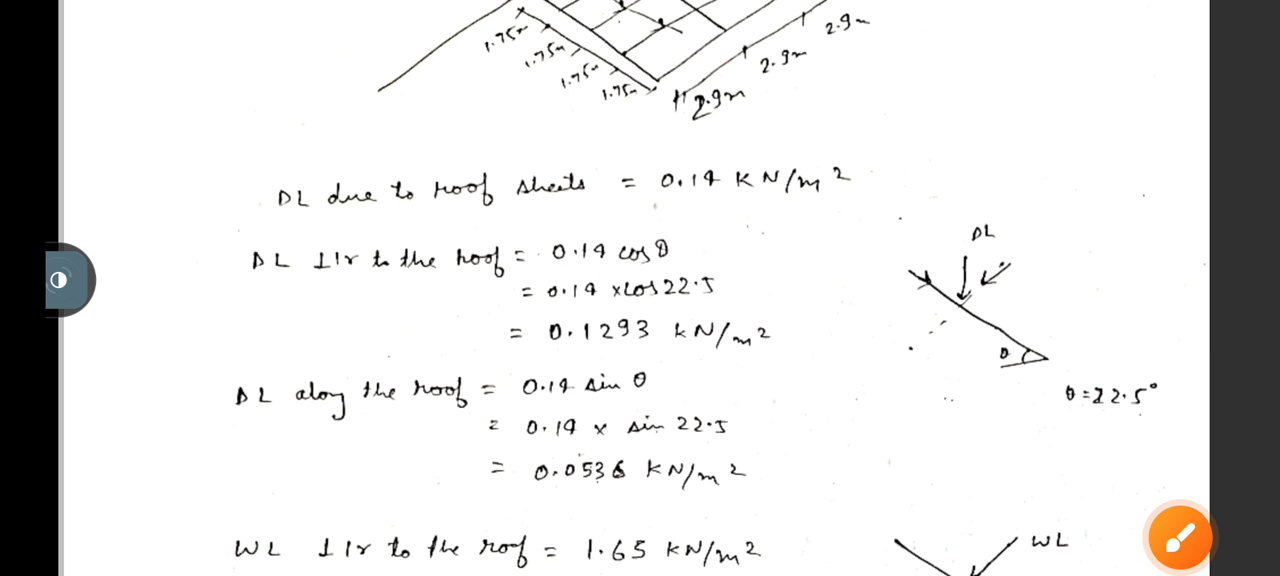 1.75m
1.75m
1.75m
1.75m
2.9m
2.9m
2.9m
DL due to roof sheets = 0.14 KN/m2
DL ⊥lr to the roof = 0.14 cos θ
= 0.14 x cos 22.5
= 0.1293 kN/m2
DL along the roof = 0.14 sin θ
= 0.14 x sin 22.5
= 0.0536 KN/m2
WL ⊥lr to the roof = 1.65 KN/m2
DL
θ
θ = 22.5°
WL